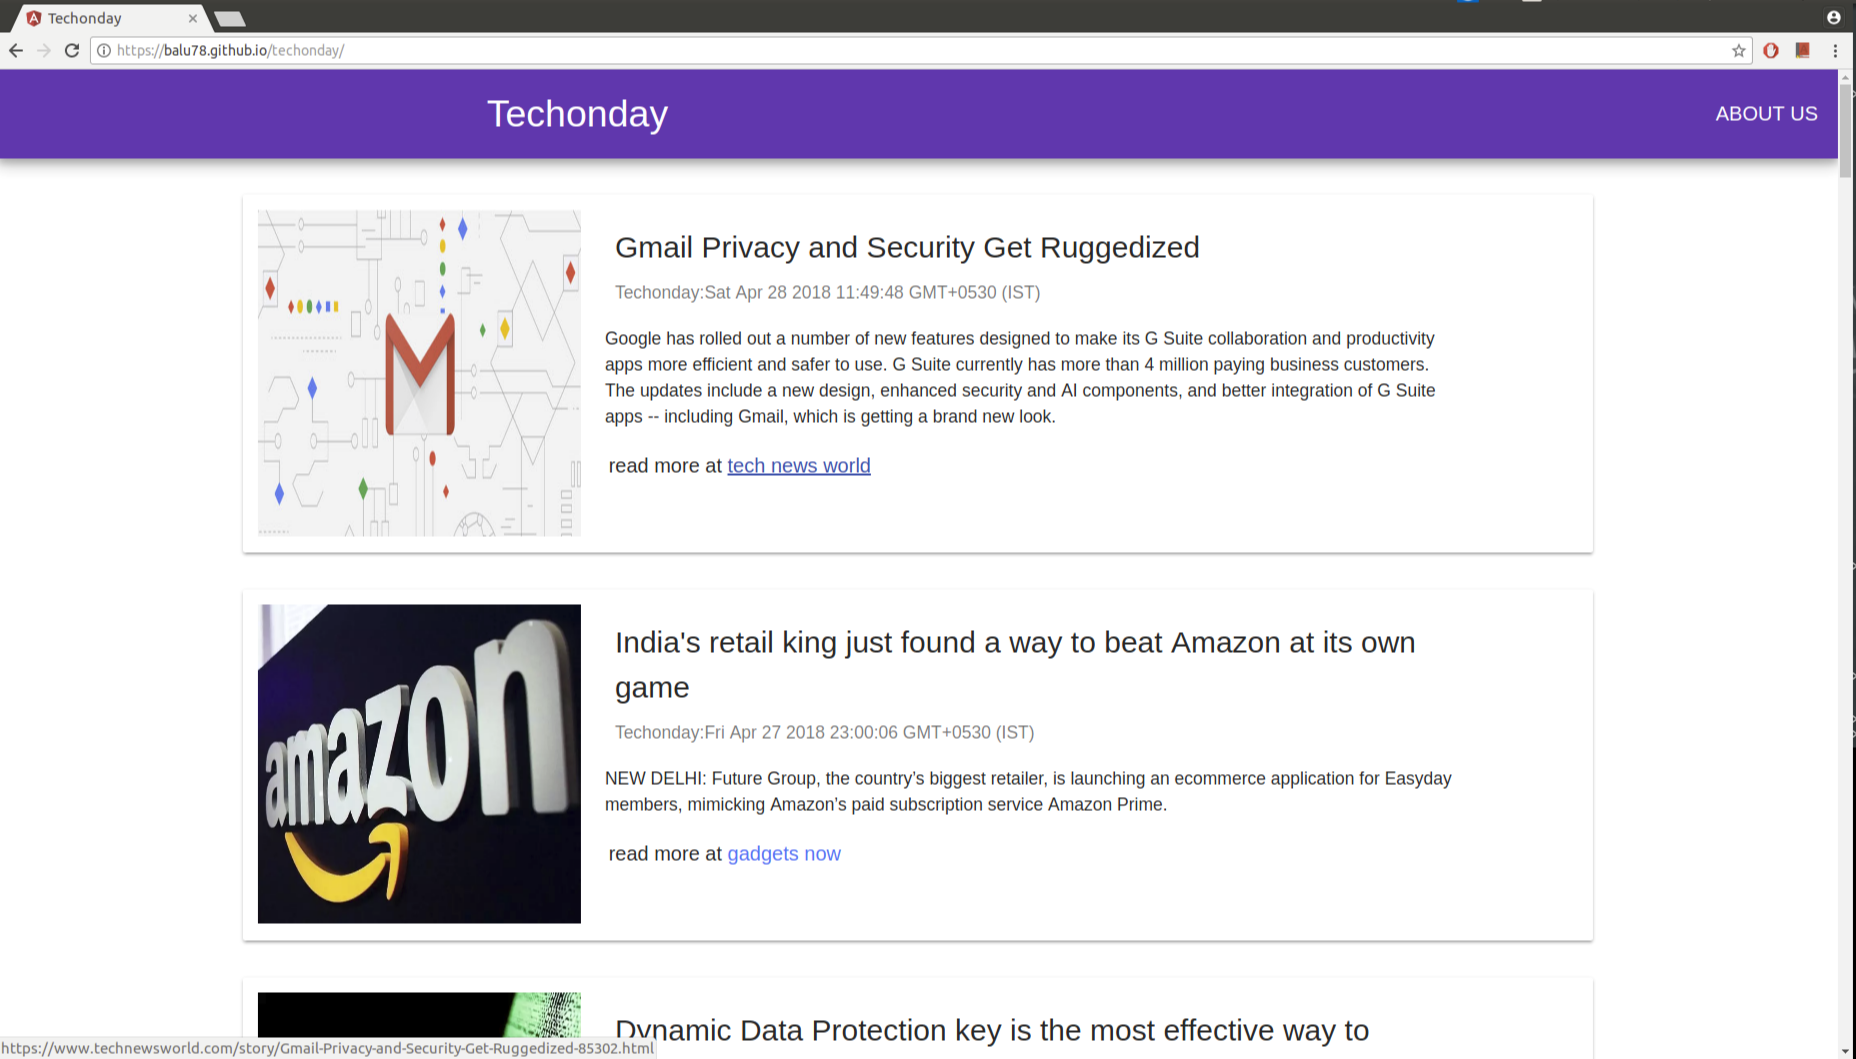 Techonday
https://balu78.github.io/techonday/
Techonday
ABOUT US
Gmail Privacy and Security Get Ruggedized
Techonday:Sat Apr 28 2018 11:49:48 GMT+0530 (IST)
Google has rolled out a number of new features designed to make its G Suite collaboration and productivity
apps more efficient and safer to use. G Suite currently has more than 4 million paying business customers.
The updates include a new design, enhanced security and AI components, and better integration of G Suite
apps -- including Gmail, which is getting a brand new look.
read more at tech news world
amazon
India's retail king just found a way to beat Amazon at its own
game
Techonday:Fri Apr 27 2018 23:00:06 GMT+0530 (IST)
NEW DELHI: Future Group, the country’s biggest retailer, is launching an ecommerce application for Easyday
members, mimicking Amazon’s paid subscription service Amazon Prime.
read more at gadgets now
Dynamic Data Protection key is the most effective way to
https://www.technewsworld.com/story/Gmail-Privacy-and-Security-Get-Ruggedized-85302.html